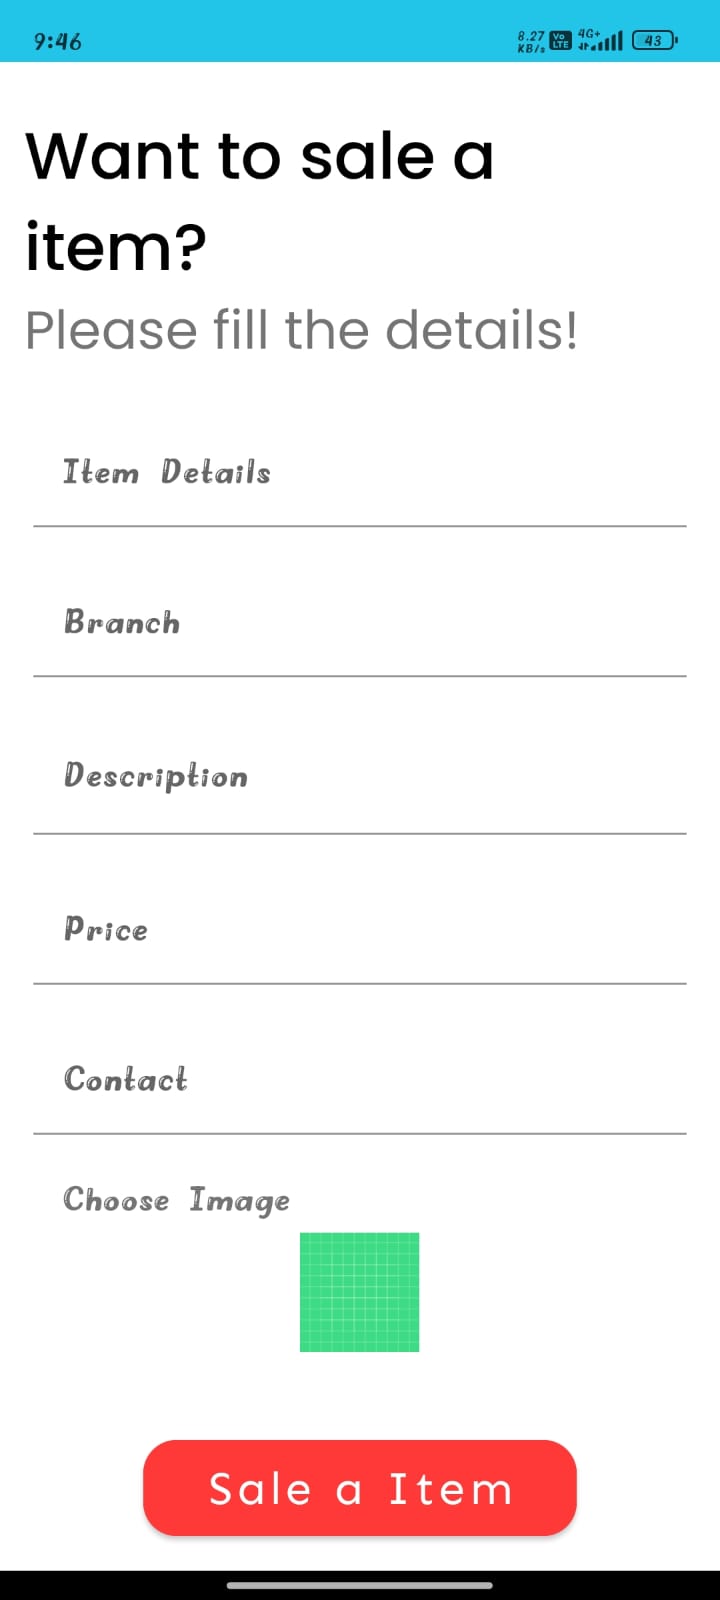 9:46
8.27 KB/s Vo LTE 4G+ 43
Want to sale a
item?
Please fill the details!
Item Details
Branch
Description
Price
Contact
Choose Image
Sale a Item